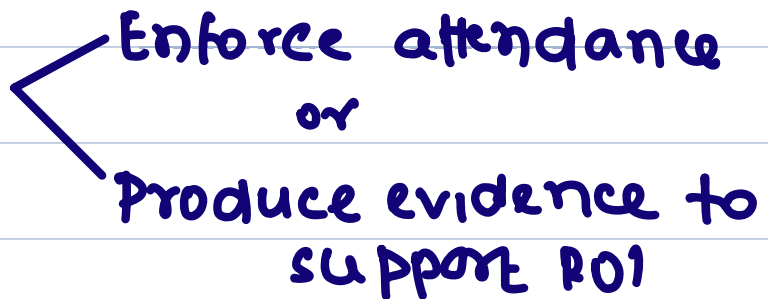 Enforce attendance
or
Produce evidence to
support ROI